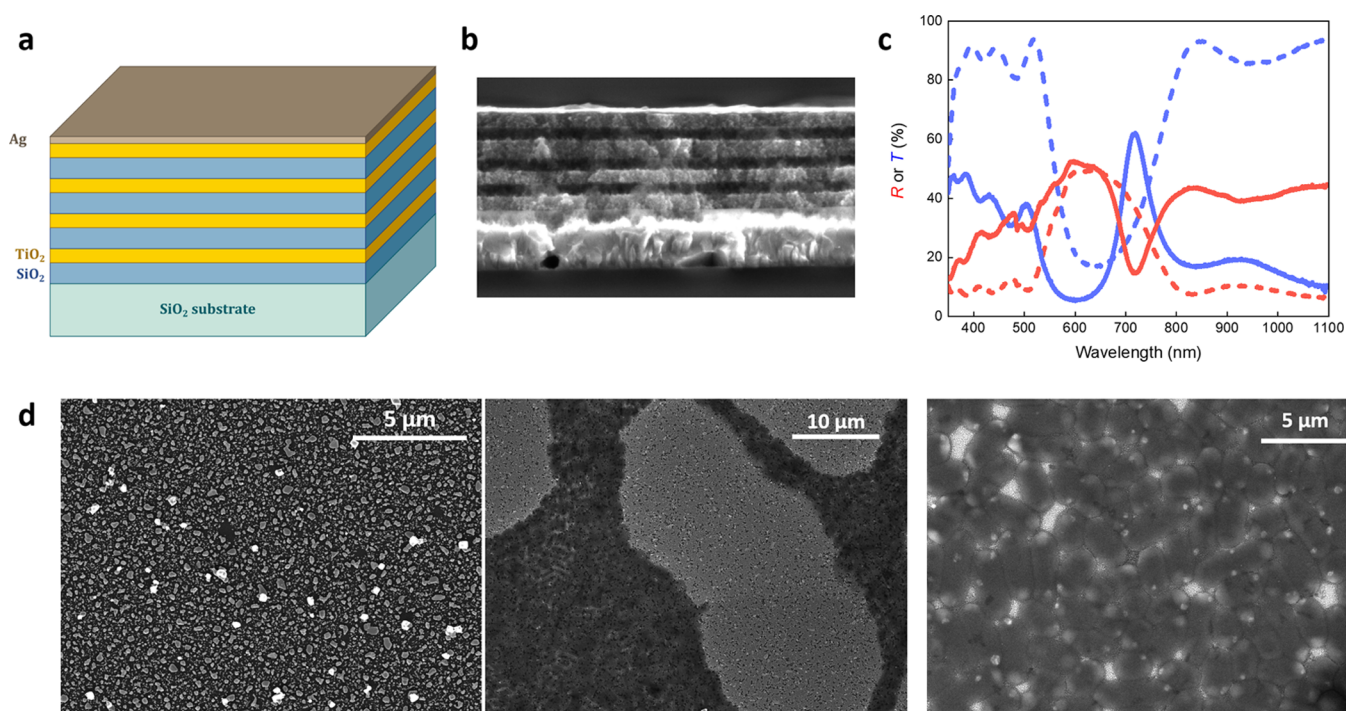 a
Ag
TiO₂
SiO₂
SiO₂ substrate
b
c
R or T (%)
100
80
60
40
20
0
400
500
600
700
800
900
1000
1100
Wavelength (nm)
d
5 μm
10 μm
5 μm